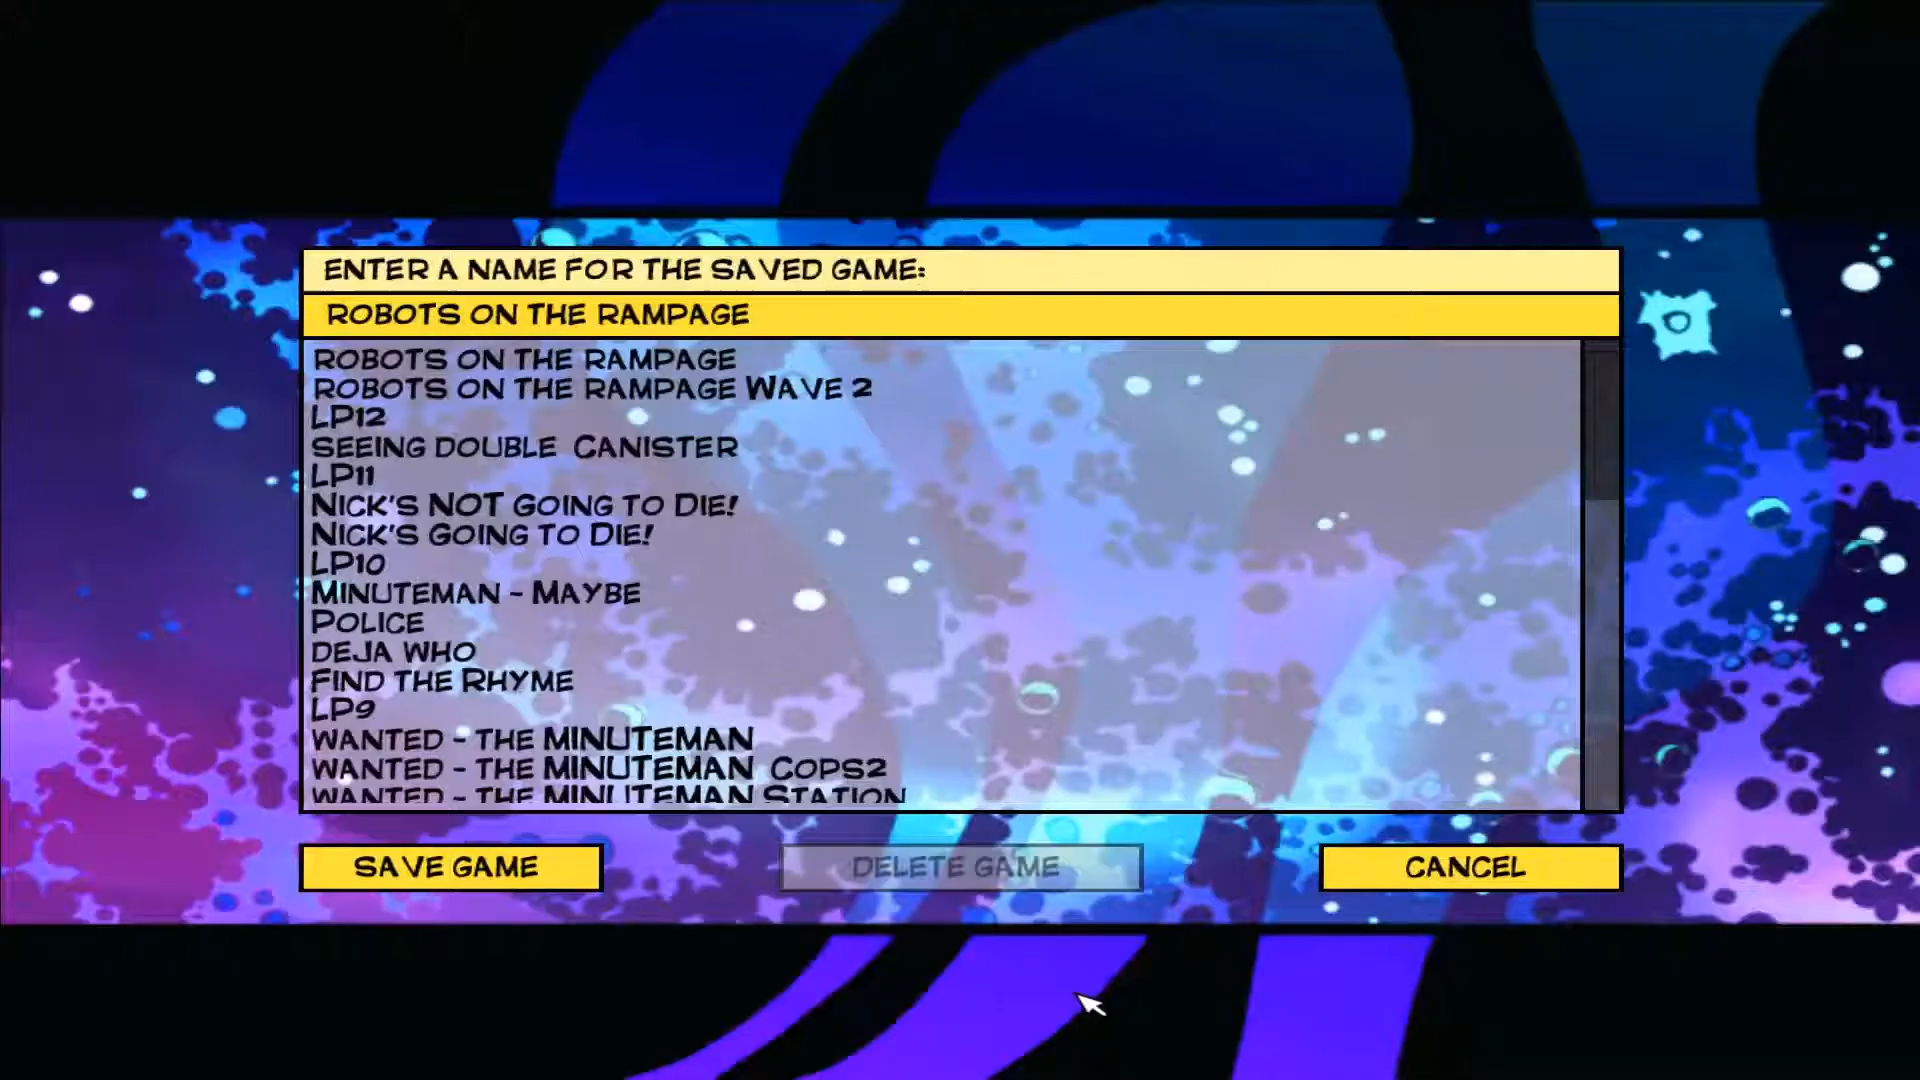 ENTER A NAME FOR THE SAVED GAME:
ROBOTS ON THE RAMPAGE
ROBOTS ON THE RAMPAGE
ROBOTS ON THE RAMPAGE WAVE 2
LP12
SEEING DOUBLE  CANISTER
LP11
NICK'S NOT GOING TO DIE!
NICK'S GOING TO DIE!
LP10
MINUTEMAN - MAYBE
POLICE
DEJA WHO
FIND THE RHYME
LP9
WANTED - THE MINUTEMAN
WANTED - THE MINUTEMAN  COPS2
WANTED - THE MINUTEMAN STATION
SAVE GAME
DELETE GAME
CANCEL